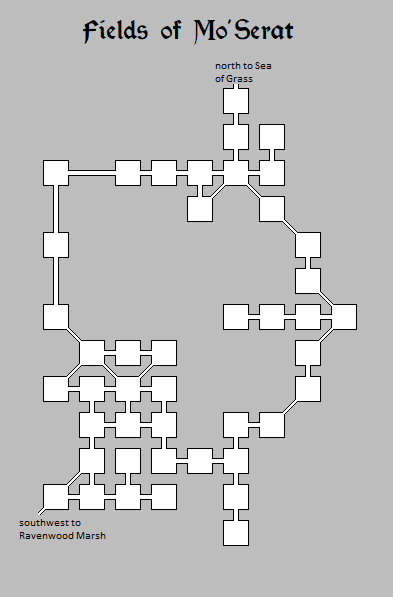 Fields of Mo'Serat
north to Sea
of Grass
southwest to
Ravenwood Marsh